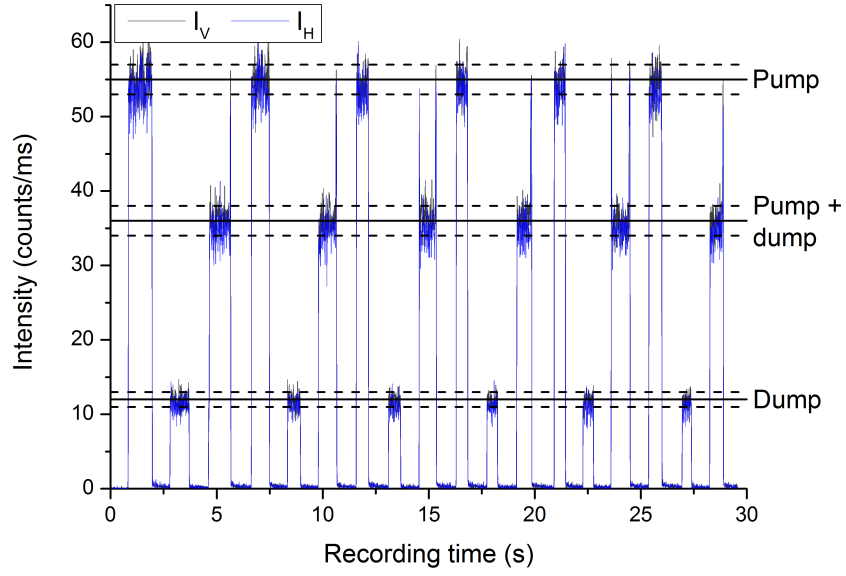 I_V I_H
60
50
40
30
20
10
0
Intensity (counts/ms)
Pump
Pump +
dump
Dump
0 5 10 15 20 25 30
Recording time (s)